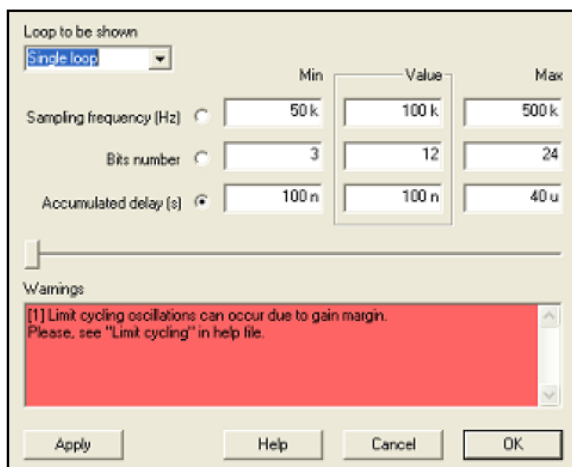 Loop to be shown
Single loop
Min Value Max
Sampling frequency (Hz) 50 k 100 k 500 k
Bits number 3 12 24
Accumulated delay (s) 100 n 100 n 40 u
Warnings
[1] Limit cycling oscillations can occur due to gain margin.
Please, see "Limit cycling" in help file.
Apply Help Cancel OK